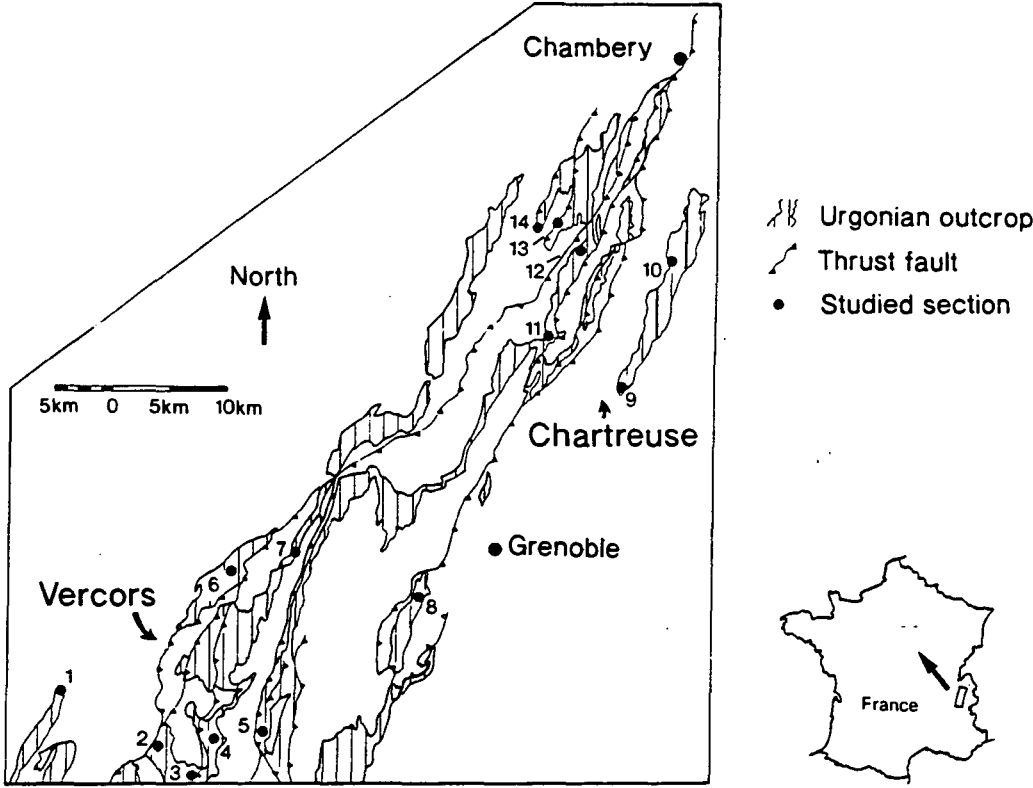 Chambery
14
13
12
10
11
9
North
5km 0 5km 10km
Chartreuse
Urgonian outcrop
Thrust fault
Studied section
7
Grenoble
6
8
Vercors
1
5
2
4
3
France